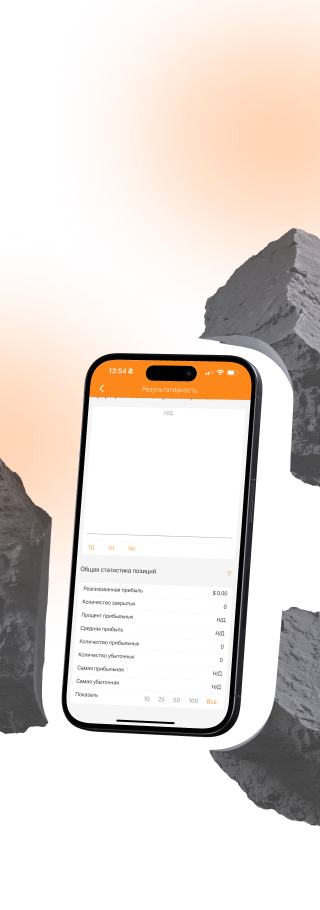 13:54
Результативность
Н/Д
1Д 1Н 1М
Общая статистика позиций
Реализованная прибыль $ 0.00
Количество закрытых 0
Процент прибыльных Н/Д
Средняя прибыль Н/Д
Количество прибыльных 0
Количество убыточных 0
Самая прибыльная Н/Д
Самая убыточная Н/Д
Показать 10 25 50 100 Все